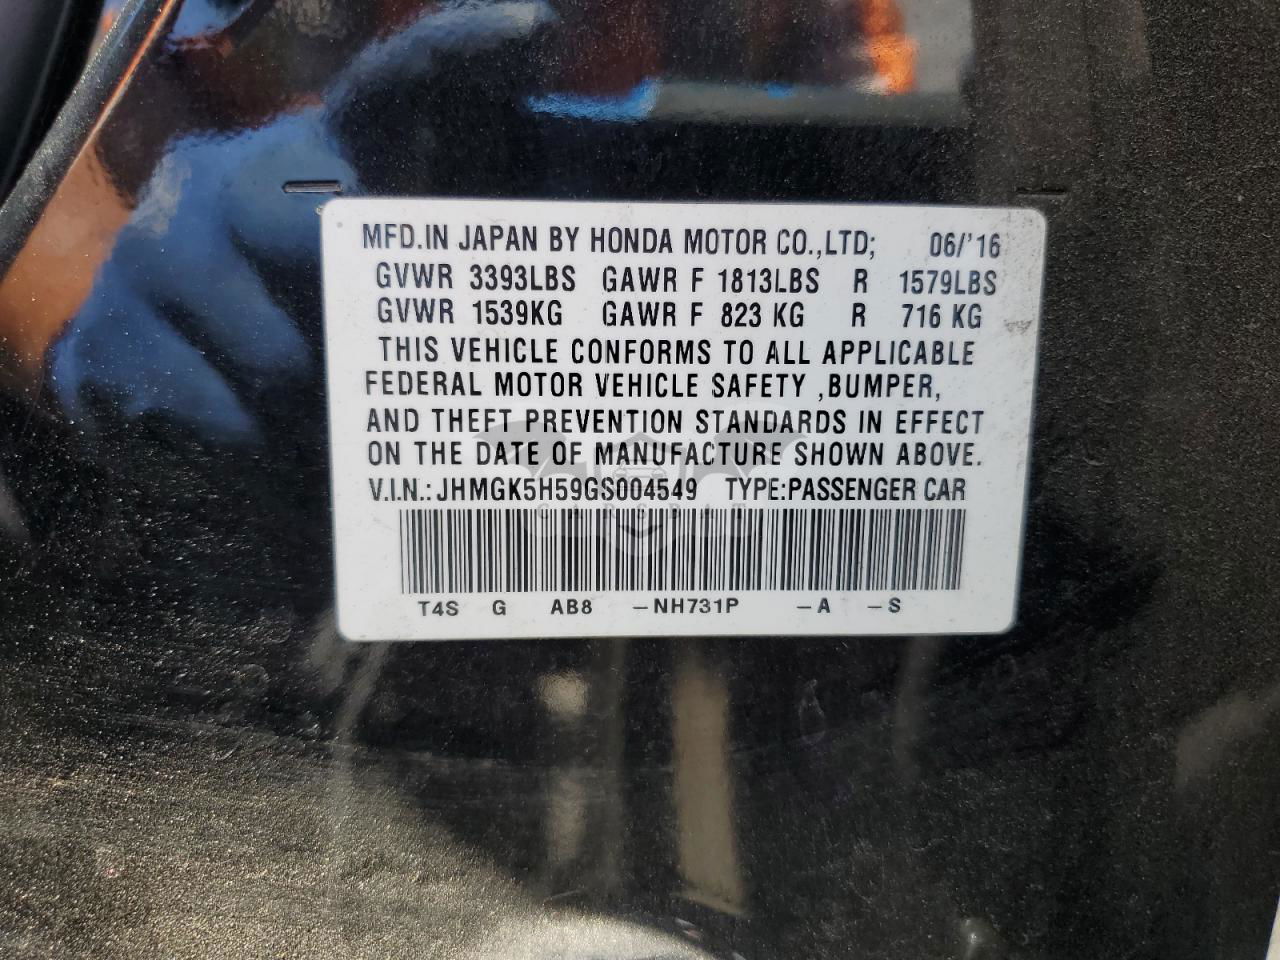 MFD.IN JAPAN BY HONDA MOTOR CO.,LTD; 06/'16
GVWR 3393LBS GAWR F 1813LBS R 1579LBS
GVWR 1539KG GAWR F 823 KG R 716 KG
THIS VEHICLE CONFORMS TO ALL APPLICABLE
FEDERAL MOTOR VEHICLE SAFETY ,BUMPER,
AND THEFT PREVENTION STANDARDS IN EFFECT
ON THE DATE OF MANUFACTURE SHOWN ABOVE.
V.I.N.: JHMGK5H59GS004549 TYPE:PASSENGER CAR
CARSBAT
T4S G AB8 -NH731P -A -S